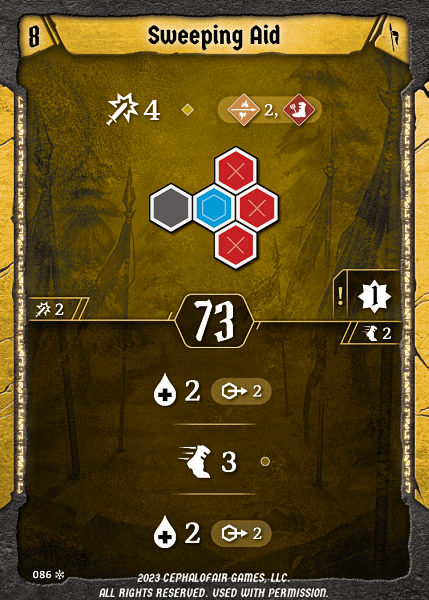 8 Sweeping Aid
4 2,
! 1
2 73 2
2 2
3
2 2
086
2023 CEPHALOFAIR GAMES, LLC.
ALL RIGHTS RESERVED. USED WITH PERMISSION.